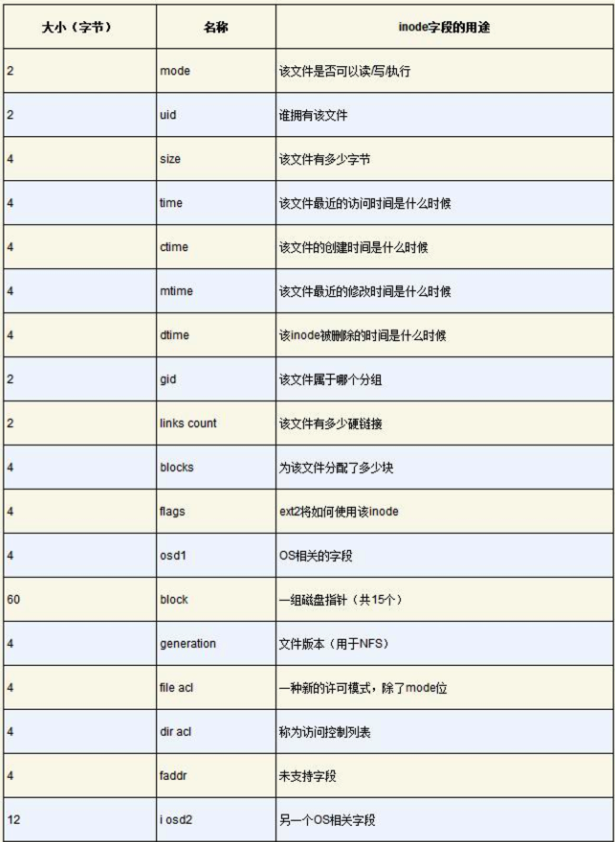 大小（字节） 名称 inode字段的用途
2 mode 该文件是否可以读/写/执行
2 uid 谁拥有该文件
4 size 该文件有多少字节
4 time 该文件最近的访问时间是什么时候
4 ctime 该文件的创建时间是什么时候
4 mtime 该文件最近的修改时间是什么时候
4 dtime 该inode被删除的时间是什么时候
2 gid 该文件属于哪个分组
2 links count 该文件有多少硬链接
4 blocks 为该文件分配了多少块
4 flags ext2将如何使用该inode
4 osd1 OS相关的字段
60 block 一组磁盘指针（共15个）
4 generation 文件版本（用于NFS）
4 file acl 一种新的许可模式，除了mode位
4 dir acl 称为访问控制列表
4 faddr 未支持字段
12 i osd2 另一个OS相关字段